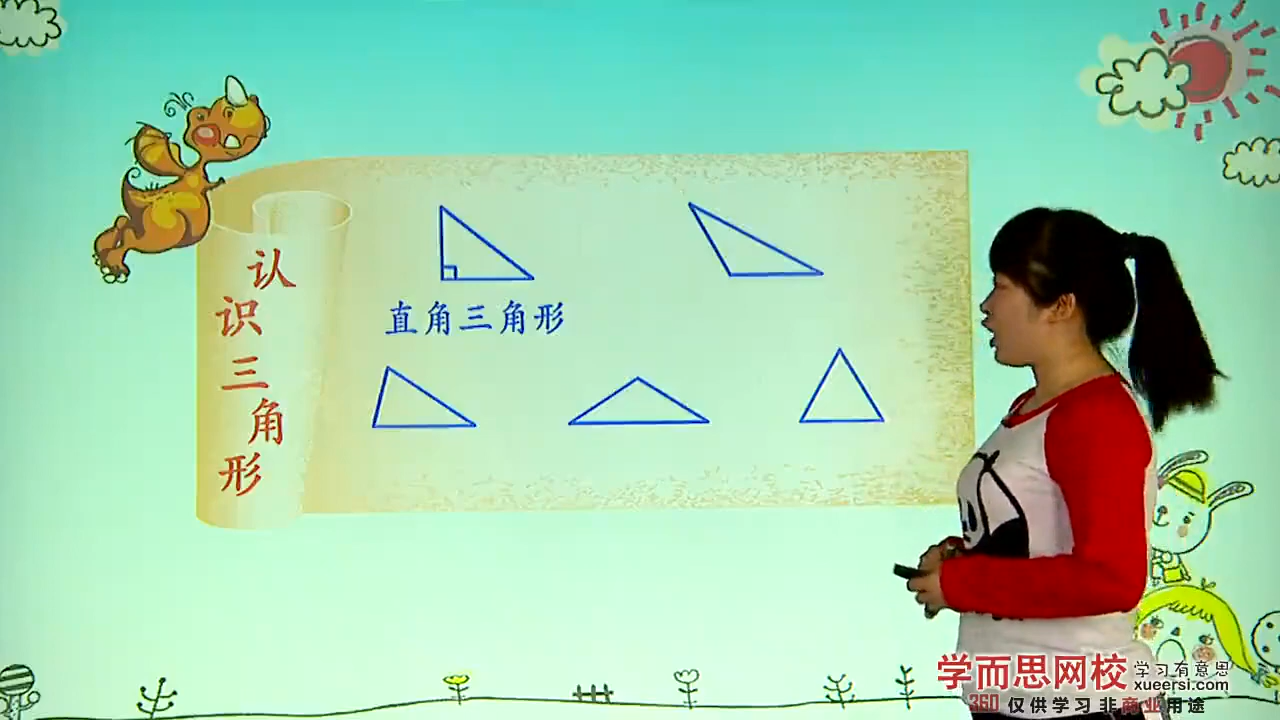 认识三角形
直角三角形
学而思网校 学习有意思
xueersi.com
360 仅供学习 非商业用途